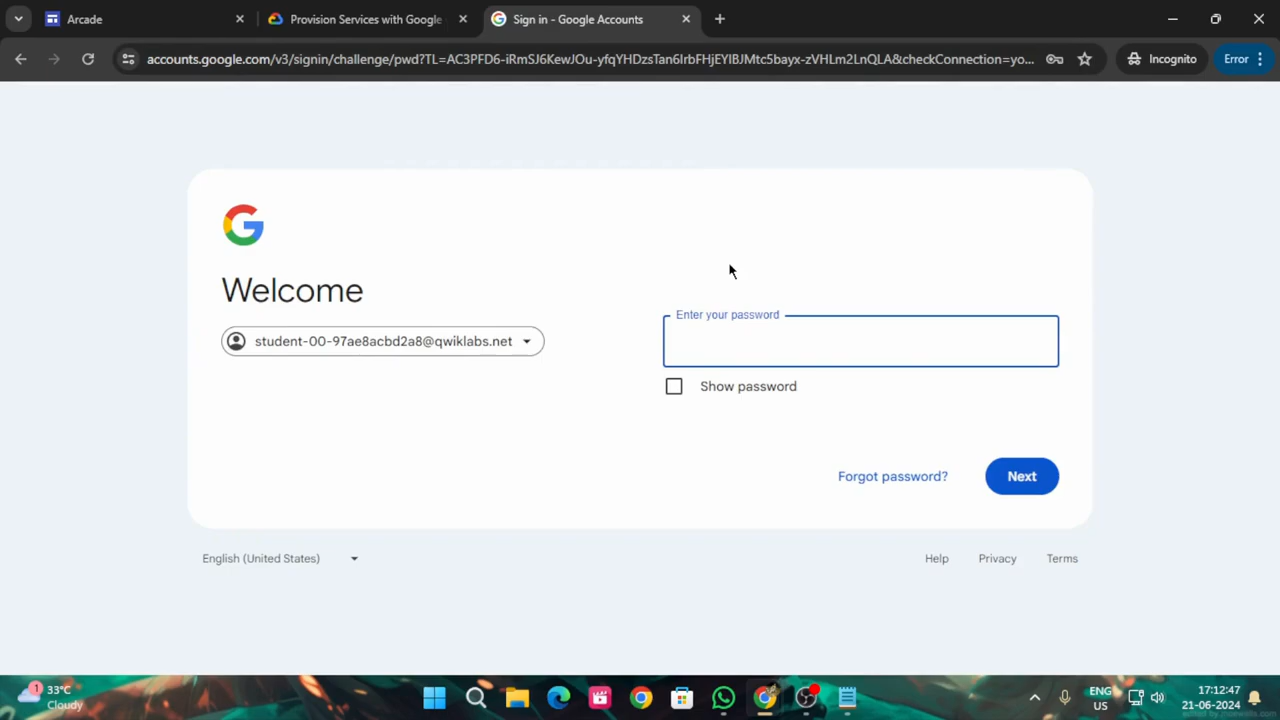 Arcade
Provision Services with Google
Sign in - Google Accounts
accounts.google.com/v3/signin/challenge/pwd?TL=AC3PFD6-iRmSJ6KewJOu-yfqYHDzsTan6IrbFHjEYIBJMtc5bayx-zVHLm2LnQLA&checkConnection=yo...
Incognito
Error
G
Welcome
student-00-97ae8acbd2a8@qwiklabs.net
Enter your password
Show password
Forgot password?
Next
English (United States)
Help
Privacy
Terms
1
33°C
Cloudy
ENG
US
17:12:47
21-06-2024